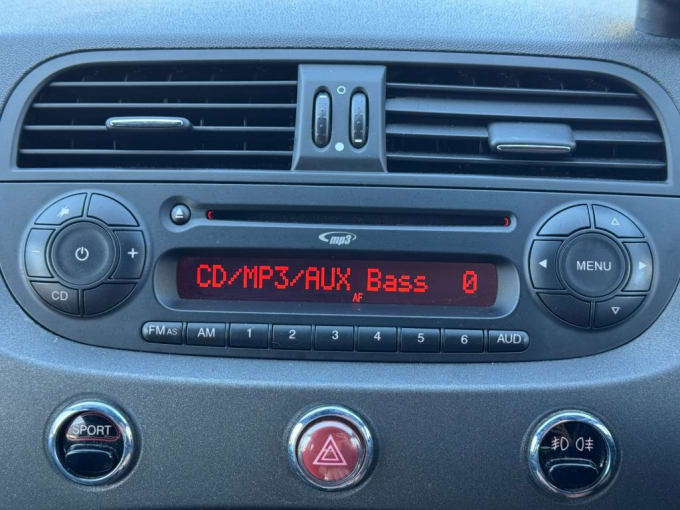 mp3
CD/MP3/AUX Bass 0
AF
CD
MENU
FM AS AM 1 2 3 4 5 6 AUD
SPORT